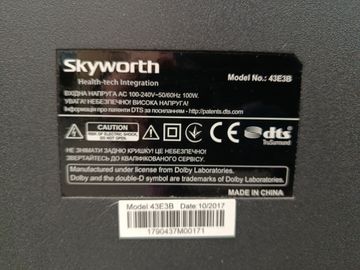 Skyworth
Health-tech Integration
Model No.: 43E3B
ВХІДНА НАПРУГА AC 100-240V~50/60Hz 100W.
УВАГА! НЕБЕЗПЕЧНО! ВИСОКА НАПРУГА!
Інформація про патенти DTS за посиланням - http://patents.dts.com
CAUTION
RISK OF ELECTRIC SHOCK
DO NOT OPEN
CE
dts
TruSurround
НЕ ЗНІМАТИ ЗАДНЮ КРИШКУ! ЦЕ НЕБЕЗПЕЧНО!
ЗВЕРТАЙТЕСЬ ДО КВАЛІФІКОВАНОГО СЕРВІСУ.
Manufactured under license from Dolby Laboratories.
Dolby and the double-D symbol are trademarks of Dolby Laboratories.
MADE IN CHINA
Model 43E3B Date:10/2017
1790437M00171